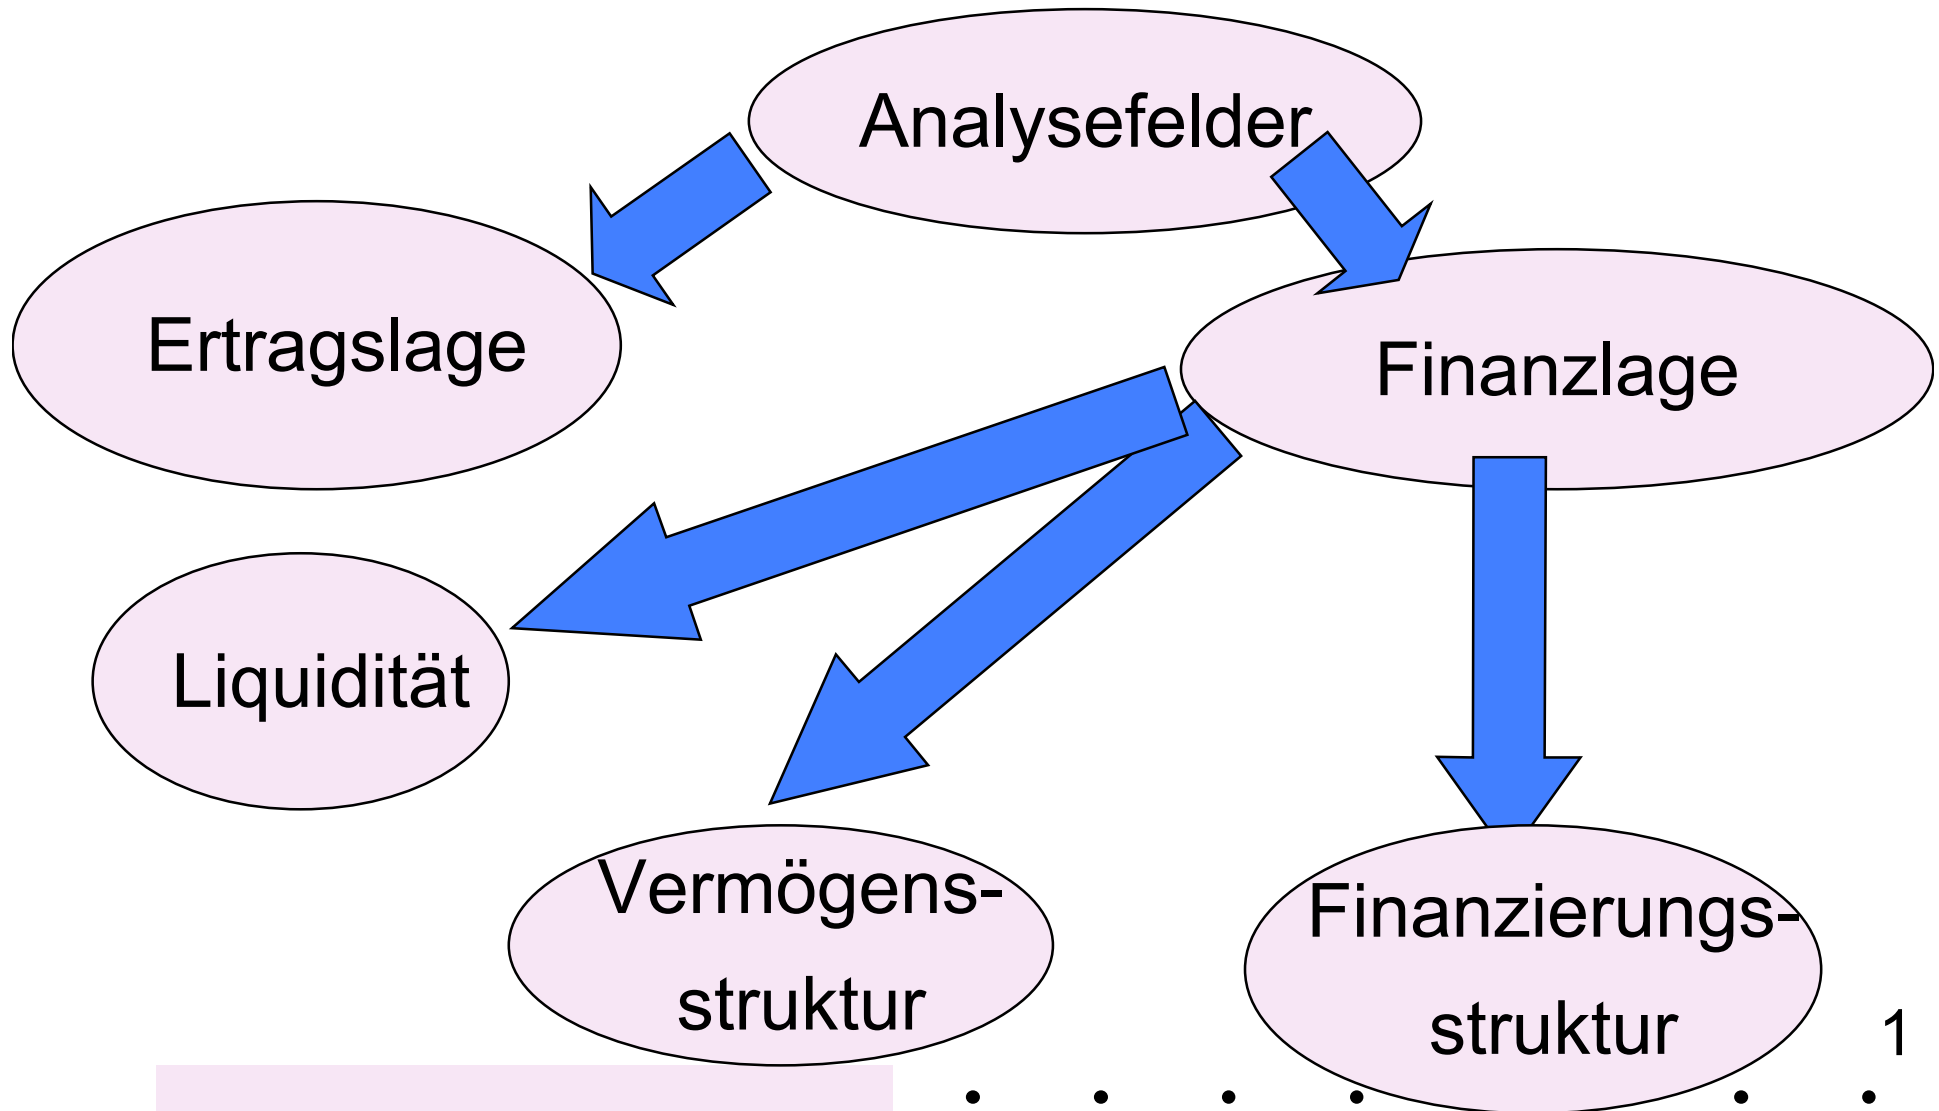 Analysefelder
Ertragslage
Finanzlage
Liquidität
Vermögens-
struktur
Finanzierungs-
struktur
1